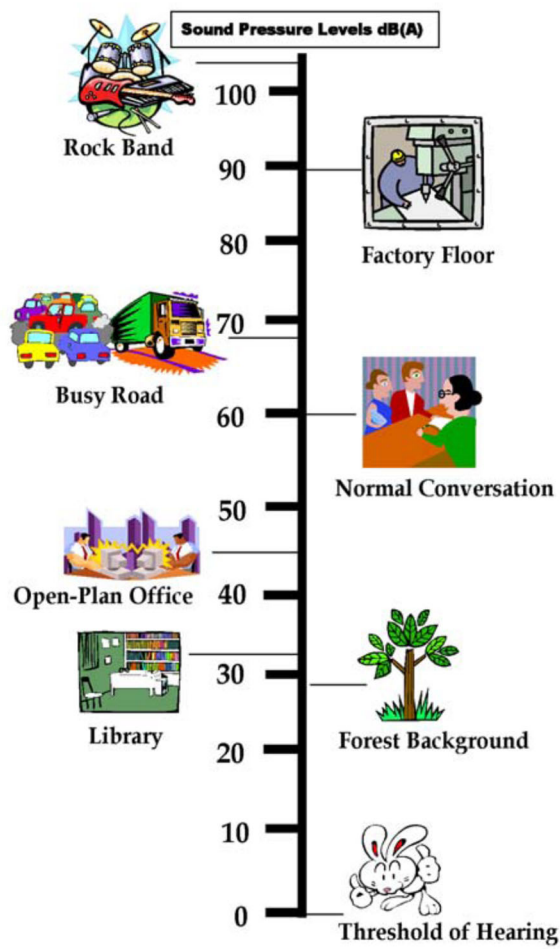 Sound Pressure Levels dB(A)
100
Rock Band
90
80
Factory Floor
70
Busy Road
60
Normal Conversation
50
Open-Plan Office
40
30
Library
Forest Background
20
10
0
Threshold of Hearing